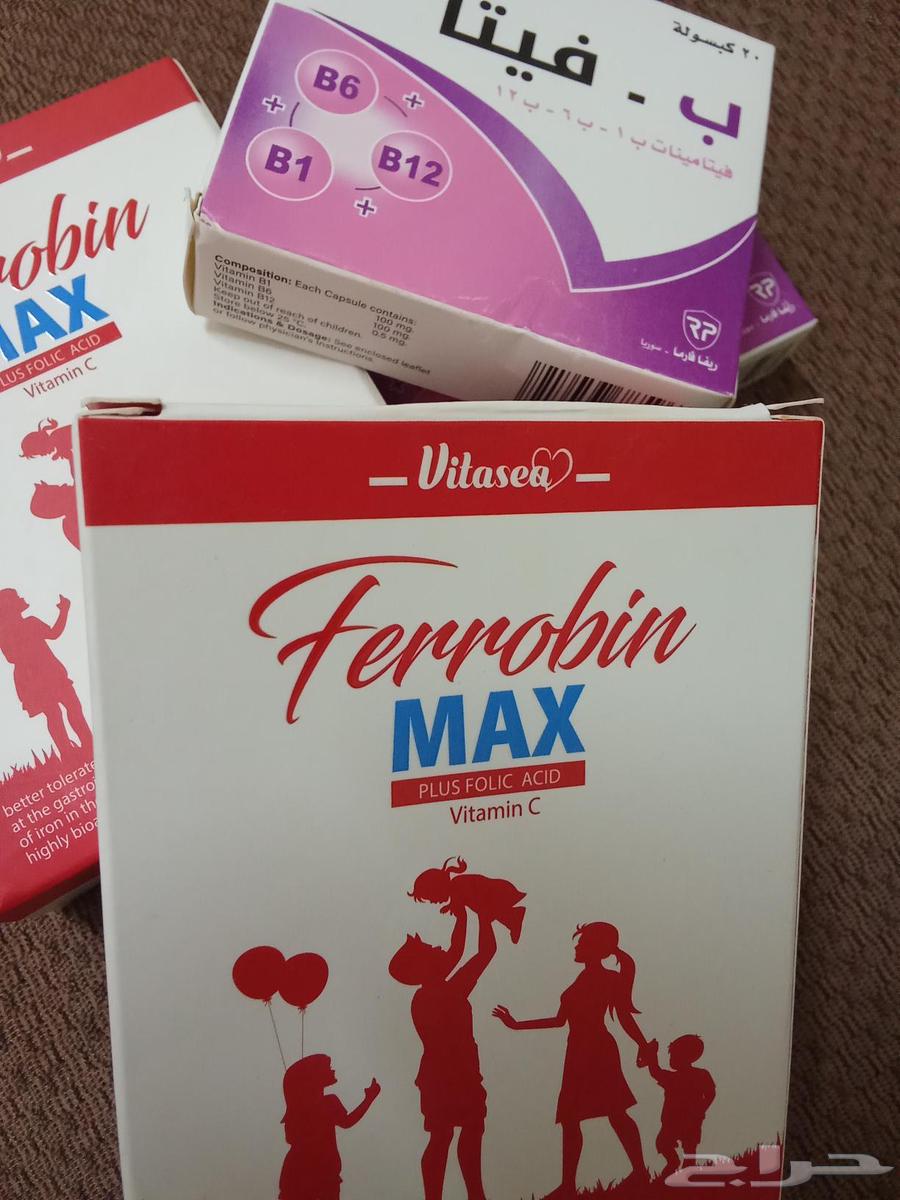 ٢٠ كبسولة
ب - فيتا
فيتامينات ب ١ - ب ٦ - ب ١٢
B6
B1
B12
ريفا فارما - سوريا
Composition: Each Capsule contains:
Vitamin B1 100 mg.
Vitamin B6 100 mg.
Vitamin B12 0.5 mg.
Keep out of reach of children.
Store below 25 °C.
Indications & Dosage: See enclosed leaflet
or follow physician's instructions.
robin
MAX
PLUS FOLIC ACID
Vitamin C
better tolerate
at the gastro
of iron in th
highly bioa
Vitasea
Ferrobin
MAX
PLUS FOLIC ACID
Vitamin C
حراج